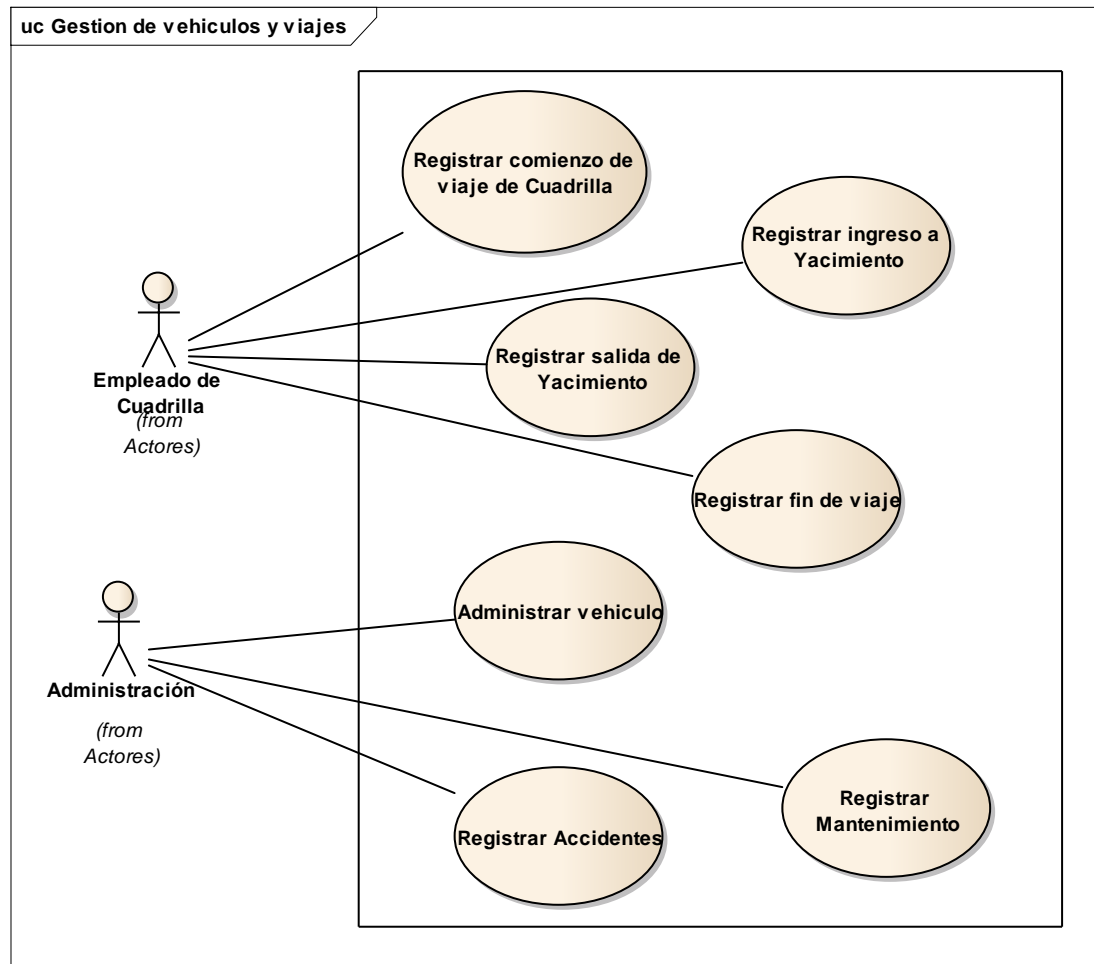 uc Gestion de vehiculos y viajes
Registrar comienzo de
viaje de Cuadrilla
Registrar ingreso a
Yacimiento
Registrar salida de
Yacimiento
Empleado de
Cuadrilla
(from
Actores)
Registrar fin de viaje
Administrar vehiculo
Administración
(from
Actores)
Registrar
Mantenimiento
Registrar Accidentes